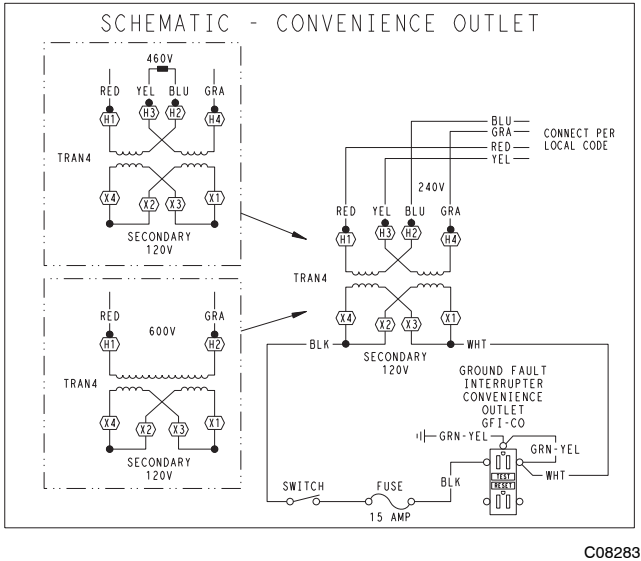 SCHEMATIC - CONVENIENCE OUTLET
460V
RED YEL BLU GRA
H1 H3 H2 H4
TRAN4
X4 X2 X3 X1
SECONDARY
120V
RED GRA
600V
H1 H2
TRAN4
X4 X2 X3 X1
SECONDARY
120V
BLU
GRA
RED
YEL
CONNECT PER
LOCAL CODE
240V
RED YEL BLU GRA
H1 H3 H2 H4
TRAN4
X4 X2 X3 X1
BLK
WHT
SECONDARY
120V
GROUND FAULT
INTERRUPTER
CONVENIENCE
OUTLET
GFI-CO
GRN-YEL
GRN-YEL
WHT
BLK
TEST
RESET
SWITCH
FUSE
15 AMP
C08283